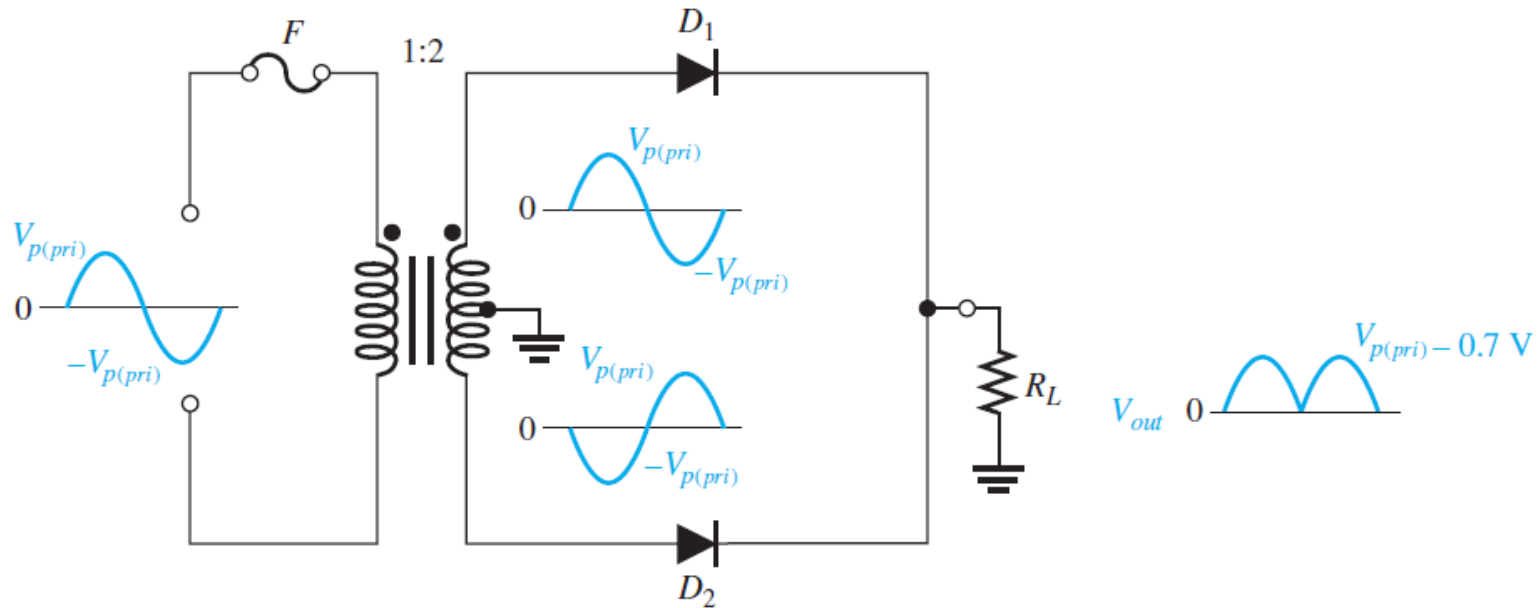 F
1:2
D1
Vp(pri)
0
−Vp(pri)
Vp(pri)
0
−Vp(pri)
Vp(pri)
0
−Vp(pri)
RL
Vp(pri) – 0.7 V
Vout 0
D2